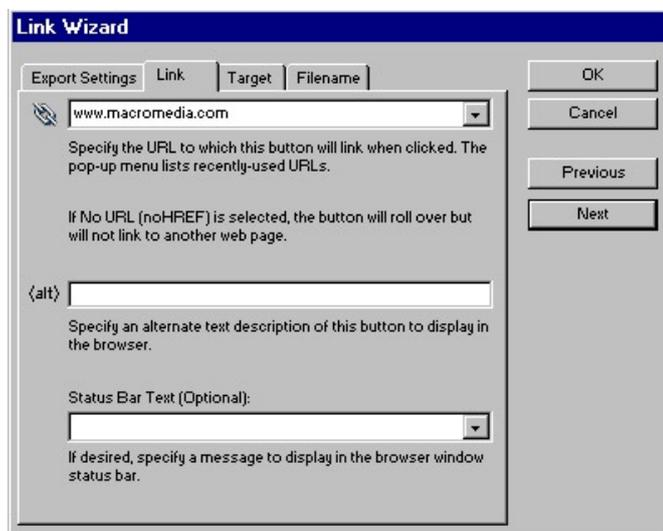 Link Wizard
Export Settings Link Target Filename
OK
www.macromedia.com
Cancel
Specify the URL to which this button will link when clicked. The
pop-up menu lists recently-used URLs.
Previous
If No URL (noHREF) is selected, the button will roll over but
will not link to another web page.
Next
<alt>
Specify an alternate text description of this button to display in
the browser.
Status Bar Text (Optional):
If desired, specify a message to display in the browser window
status bar.